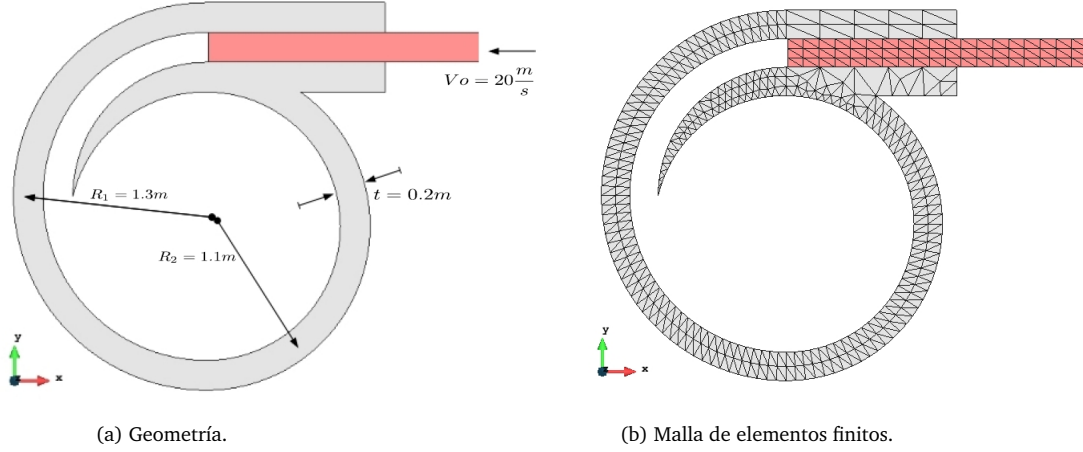 Vo = 20 m/s
R₁ = 1.3m
t = 0.2m
R₂ = 1.1m
y
x
z
y
x
z
(a) Geometría.
(b) Malla de elementos finitos.